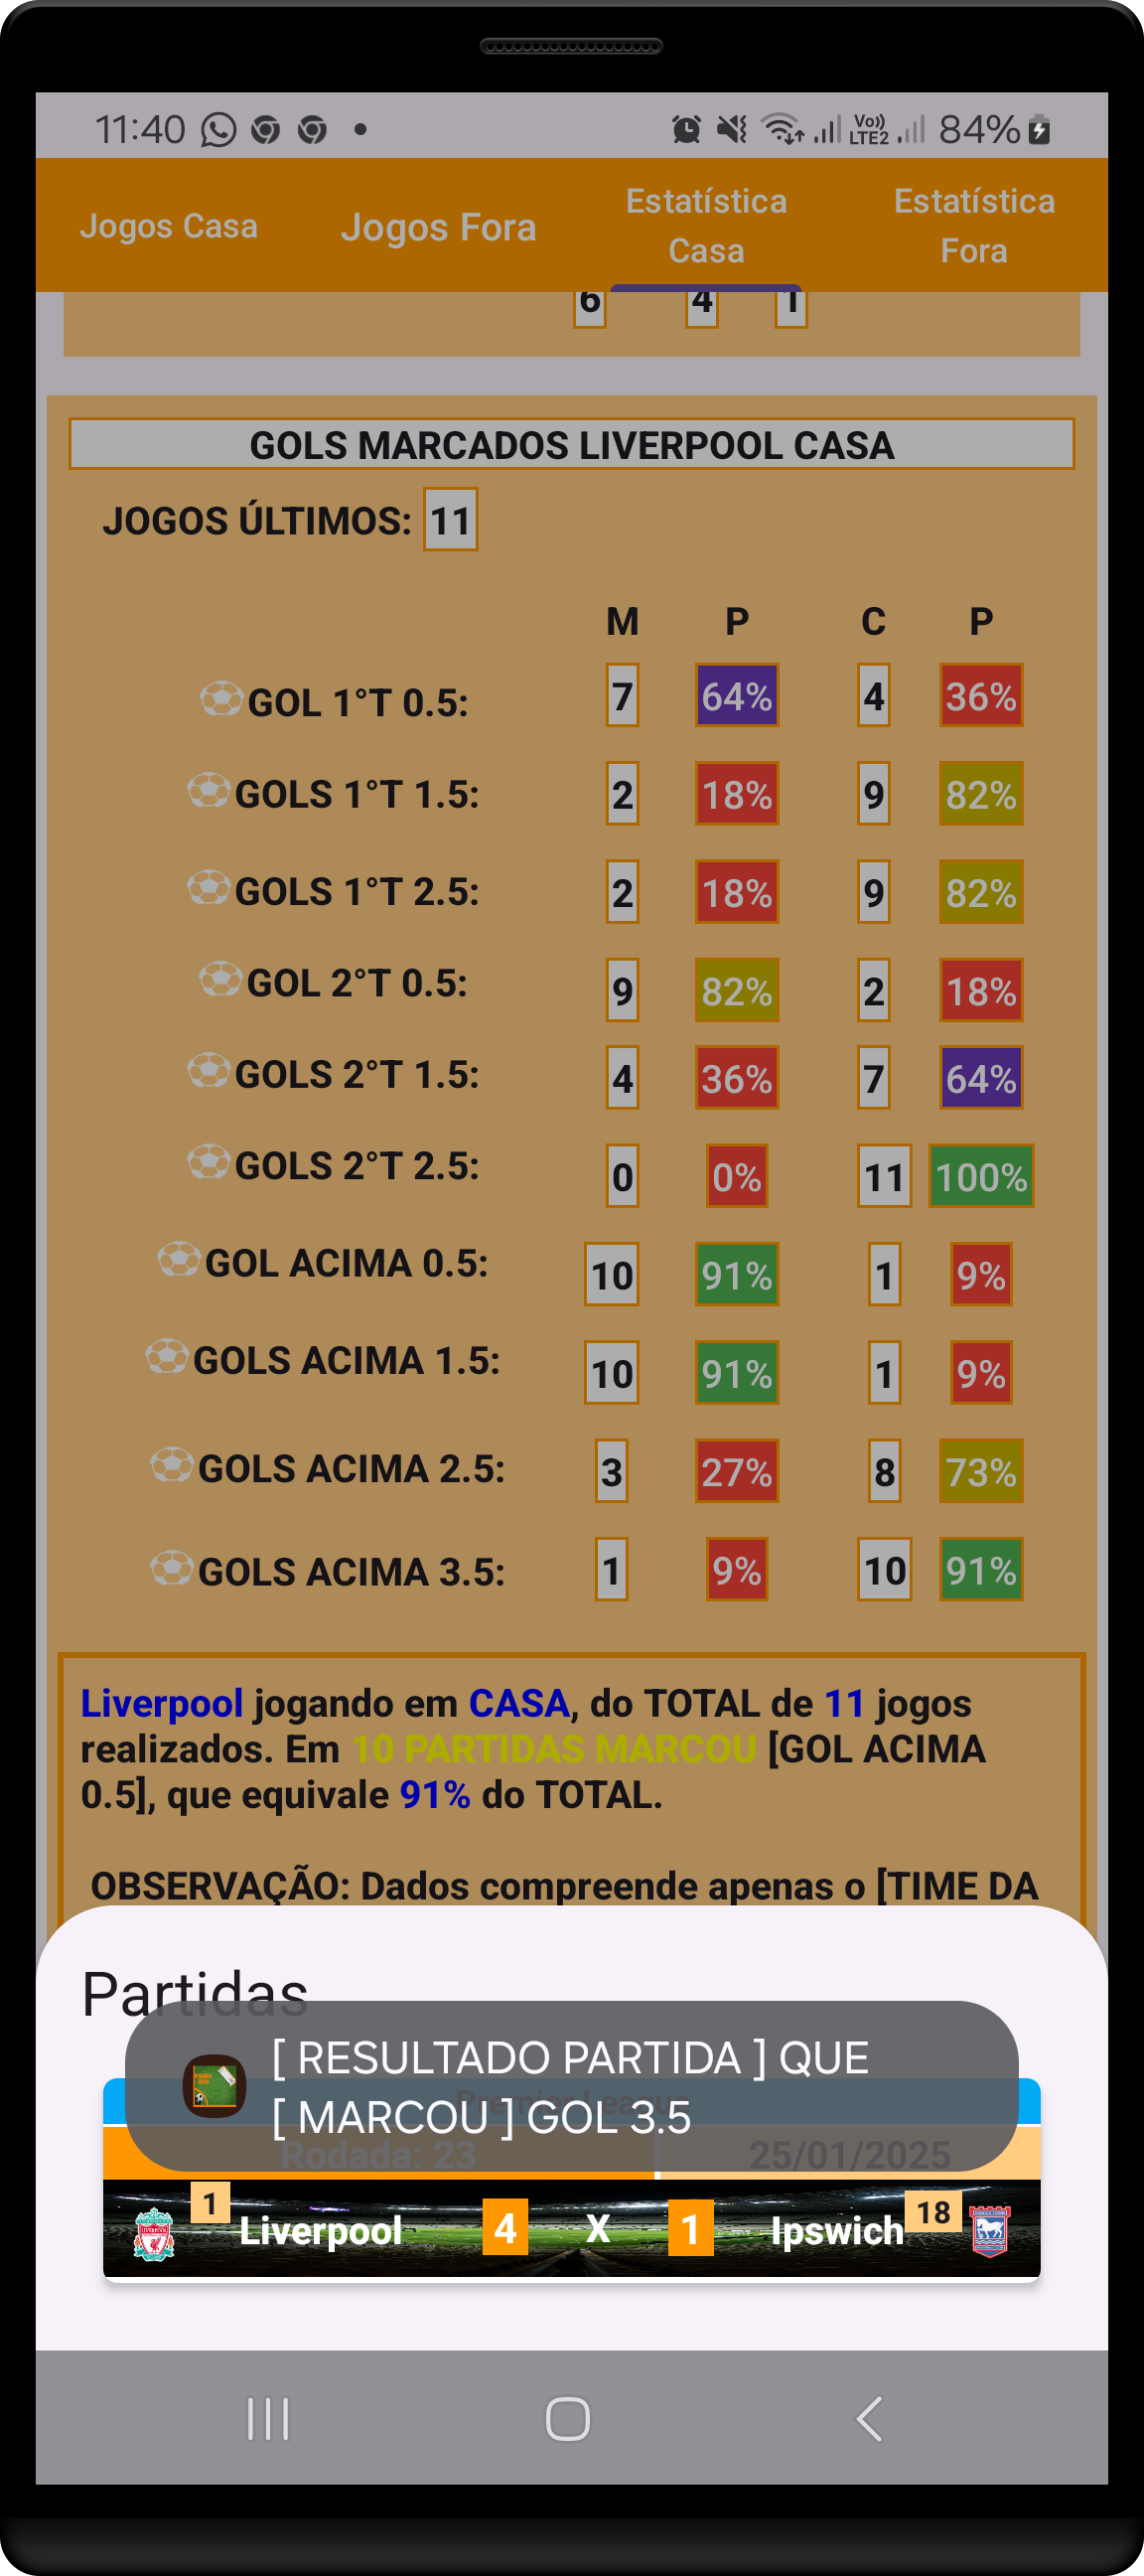 11:40 Vo)) LTE2 84%
Jogos Casa Jogos Fora Estatística Casa Estatística Fora
6 4 1
GOLS MARCADOS LIVERPOOL CASA
JOGOS ÚLTIMOS: 11
M P C P
GOL 1°T 0.5: 7 64% 4 36%
GOLS 1°T 1.5: 2 18% 9 82%
GOLS 1°T 2.5: 2 18% 9 82%
GOL 2°T 0.5: 9 82% 2 18%
GOLS 2°T 1.5: 4 36% 7 64%
GOLS 2°T 2.5: 0 0% 11 100%
GOL ACIMA 0.5: 10 91% 1 9%
GOLS ACIMA 1.5: 10 91% 1 9%
GOLS ACIMA 2.5: 3 27% 8 73%
GOLS ACIMA 3.5: 1 9% 10 91%
Liverpool jogando em CASA, do TOTAL de 11 jogos
realizados. Em 10 PARTIDAS MARCOU [GOL ACIMA
0.5], que equivale 91% do TOTAL.
OBSERVAÇÃO: Dados compreende apenas o [TIME DA
Partidas
[ RESULTADO PARTIDA ] QUE
[ MARCOU ] GOL 3.5
Premier League
Rodada: 23 25/01/2025
1 Liverpool 4 X 1 Ipswich 18